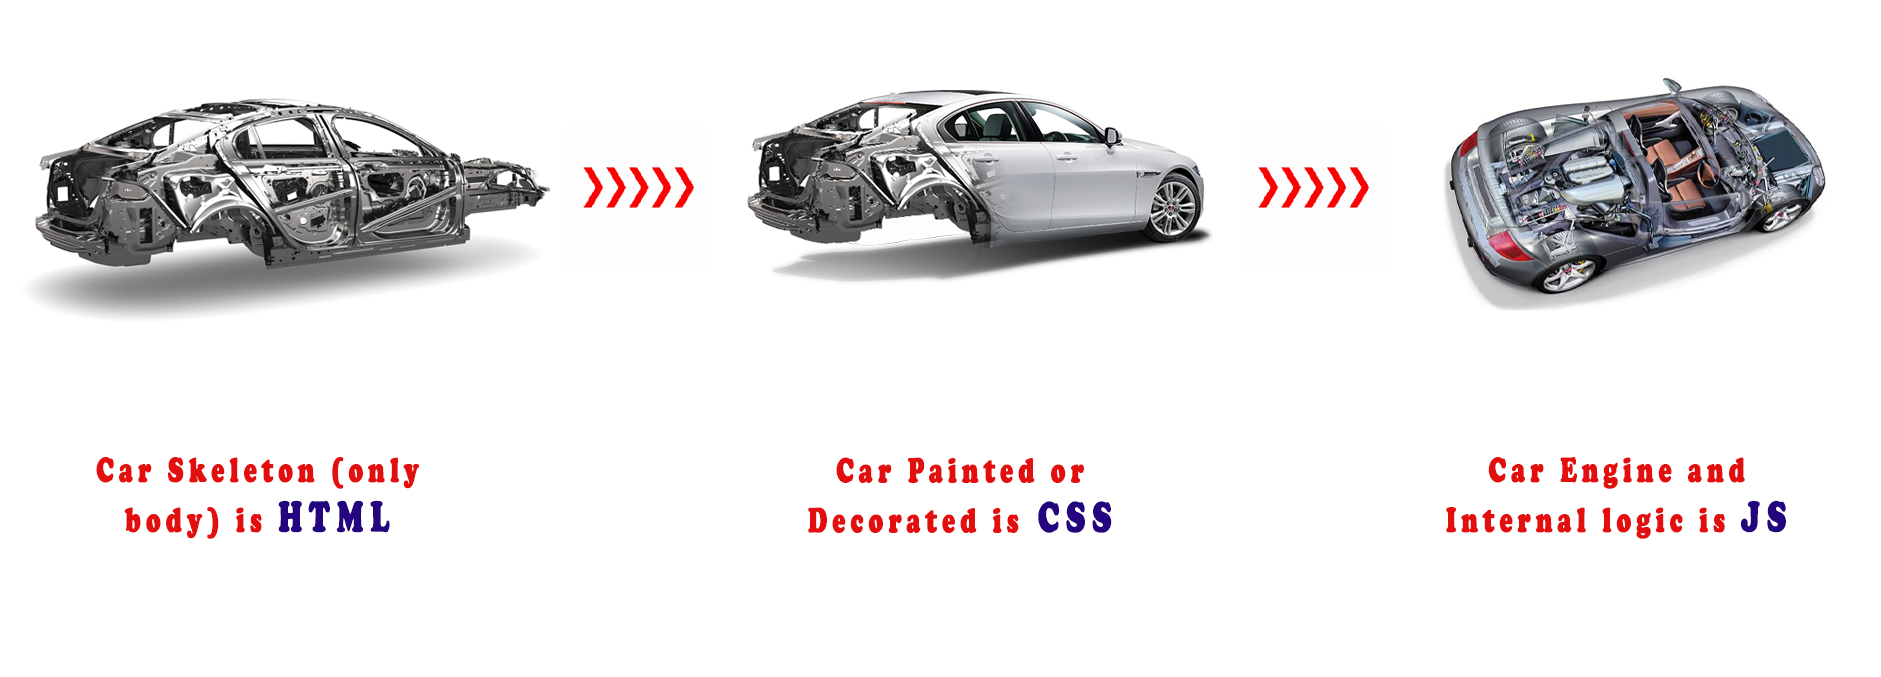 Car Skeleton (only
body) is HTML
Car Painted or
Decorated is CSS
Car Engine and
Internal logic is JS